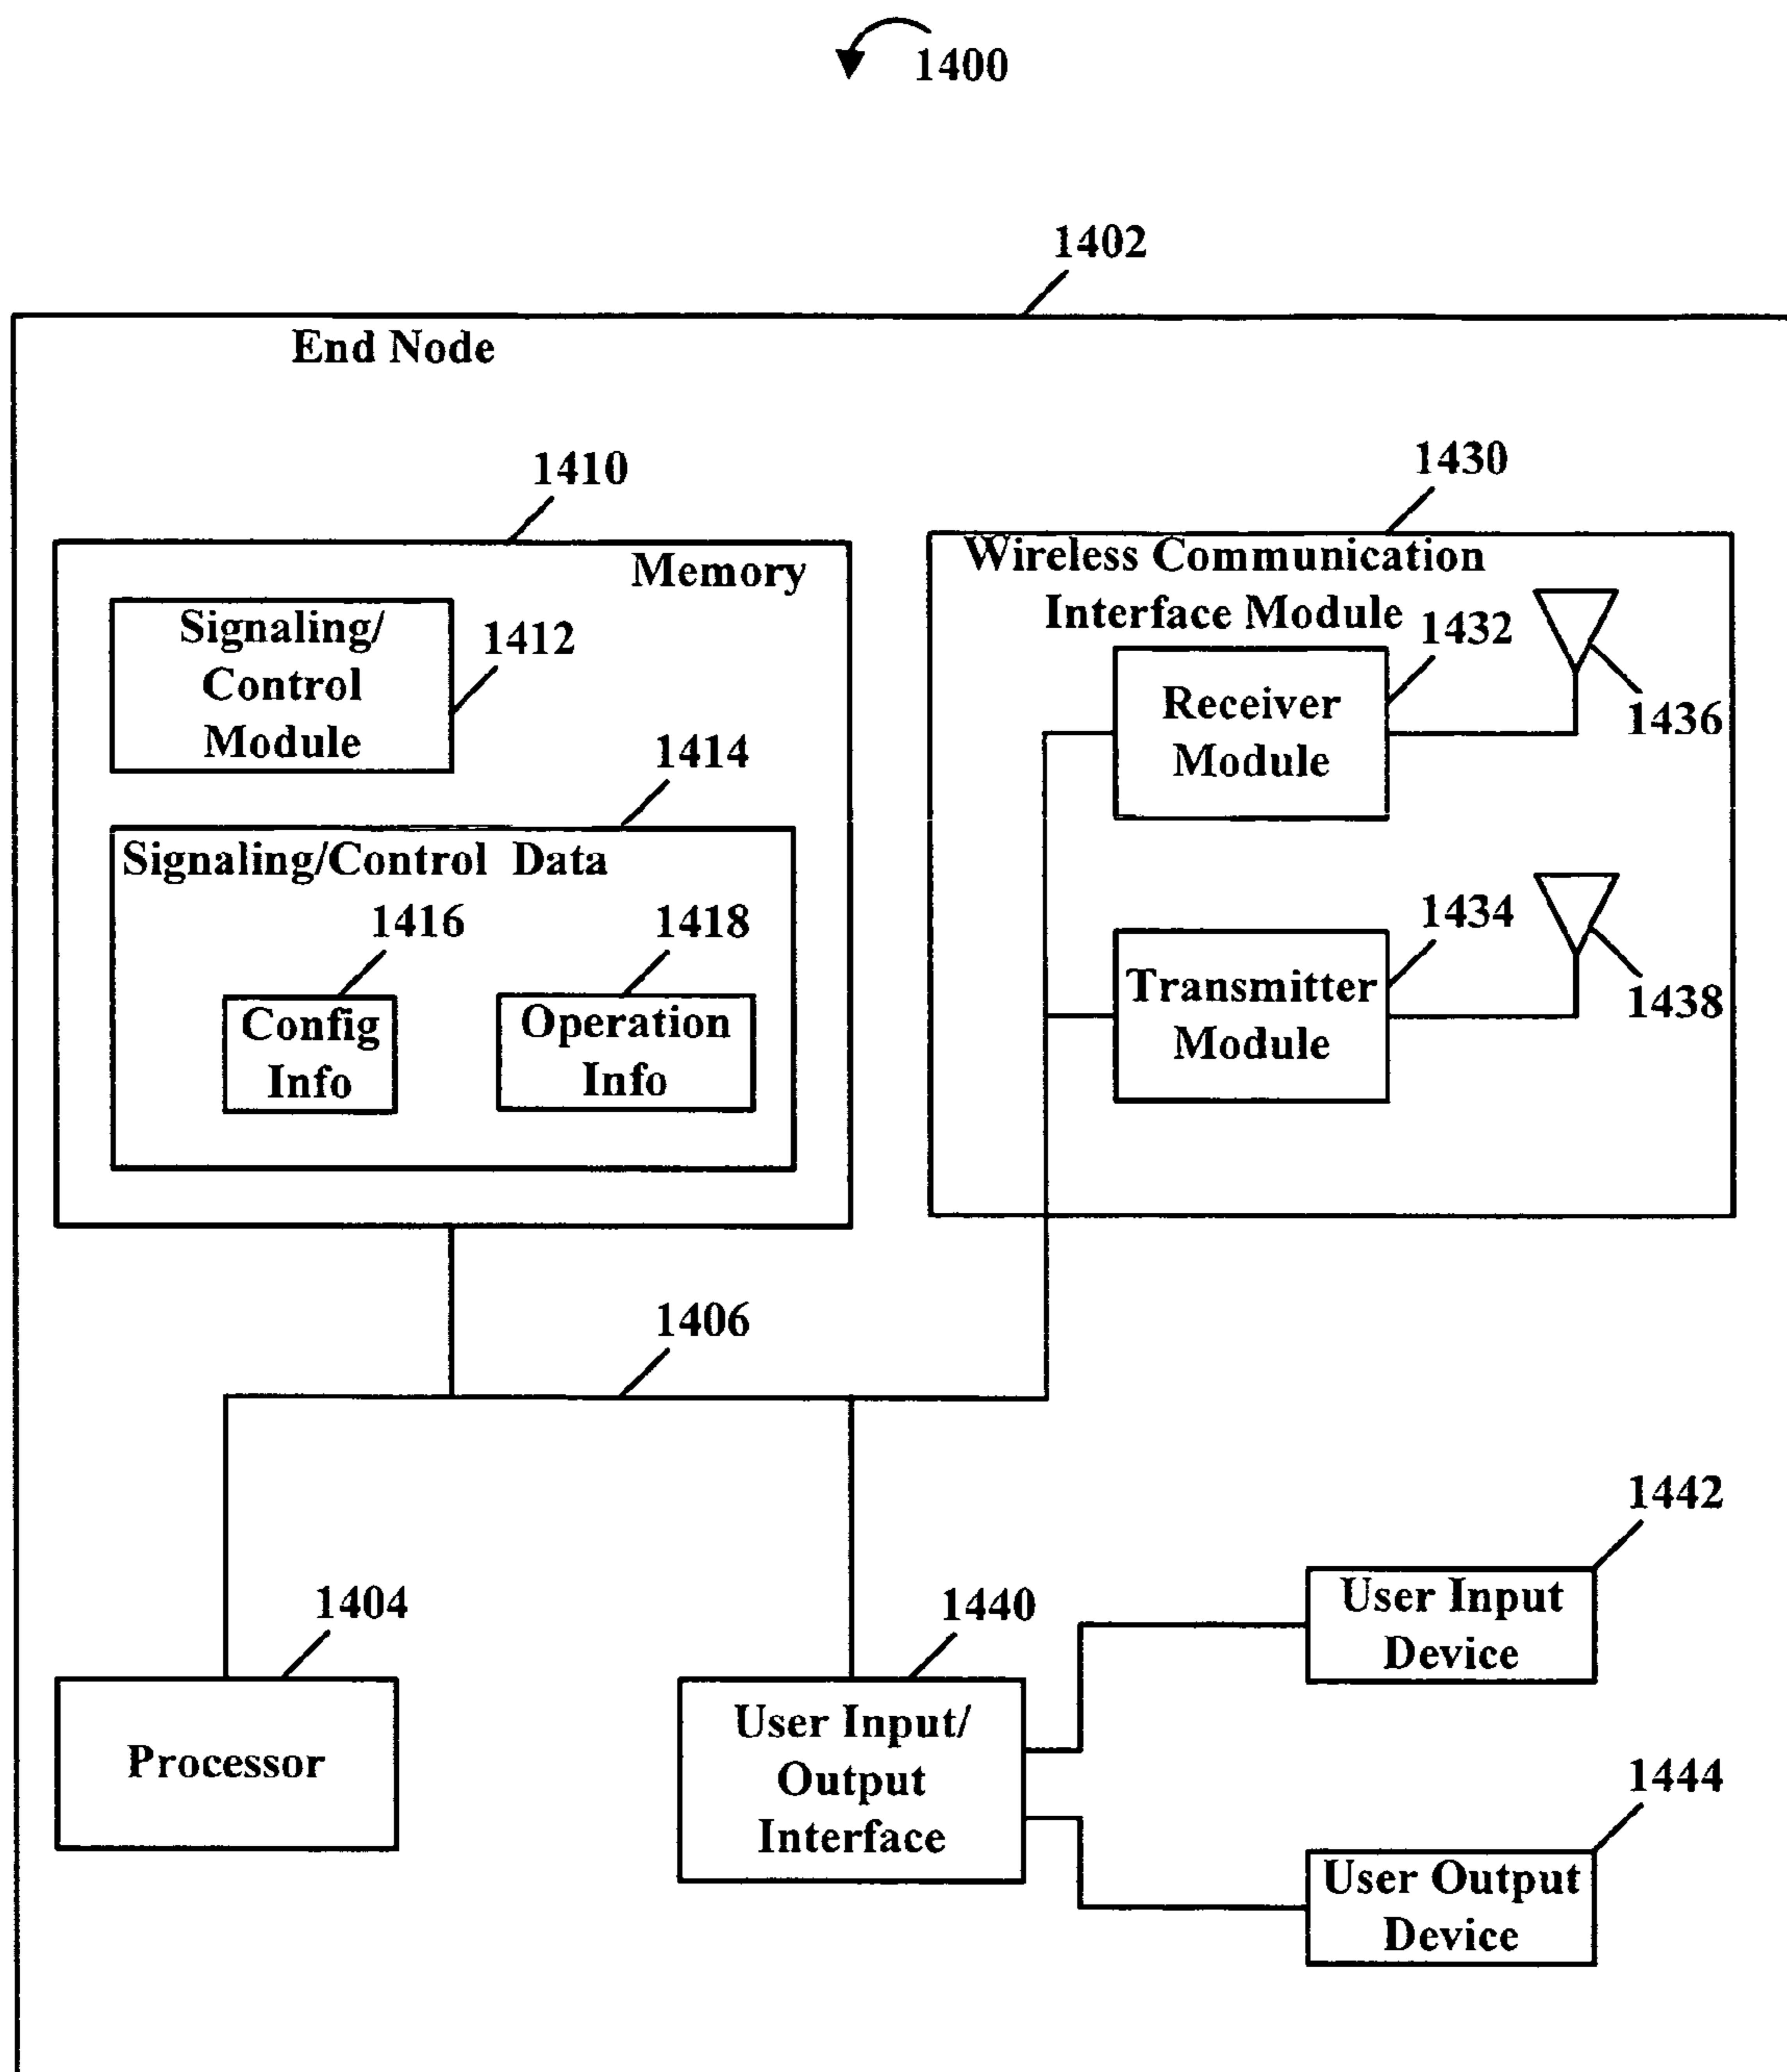 1400
1402
End Node
1410
Memory
Signaling/
Control
Module
1412
1414
Signaling/Control Data
1416
1418
Config
Info
Operation
Info
1430
Wireless Communication
Interface Module
1432
Receiver
Module
1436
1434
Transmitter
Module
1438
1406
1404
Processor
1440
User Input/
Output
Interface
1442
User Input
Device
1444
User Output
Device